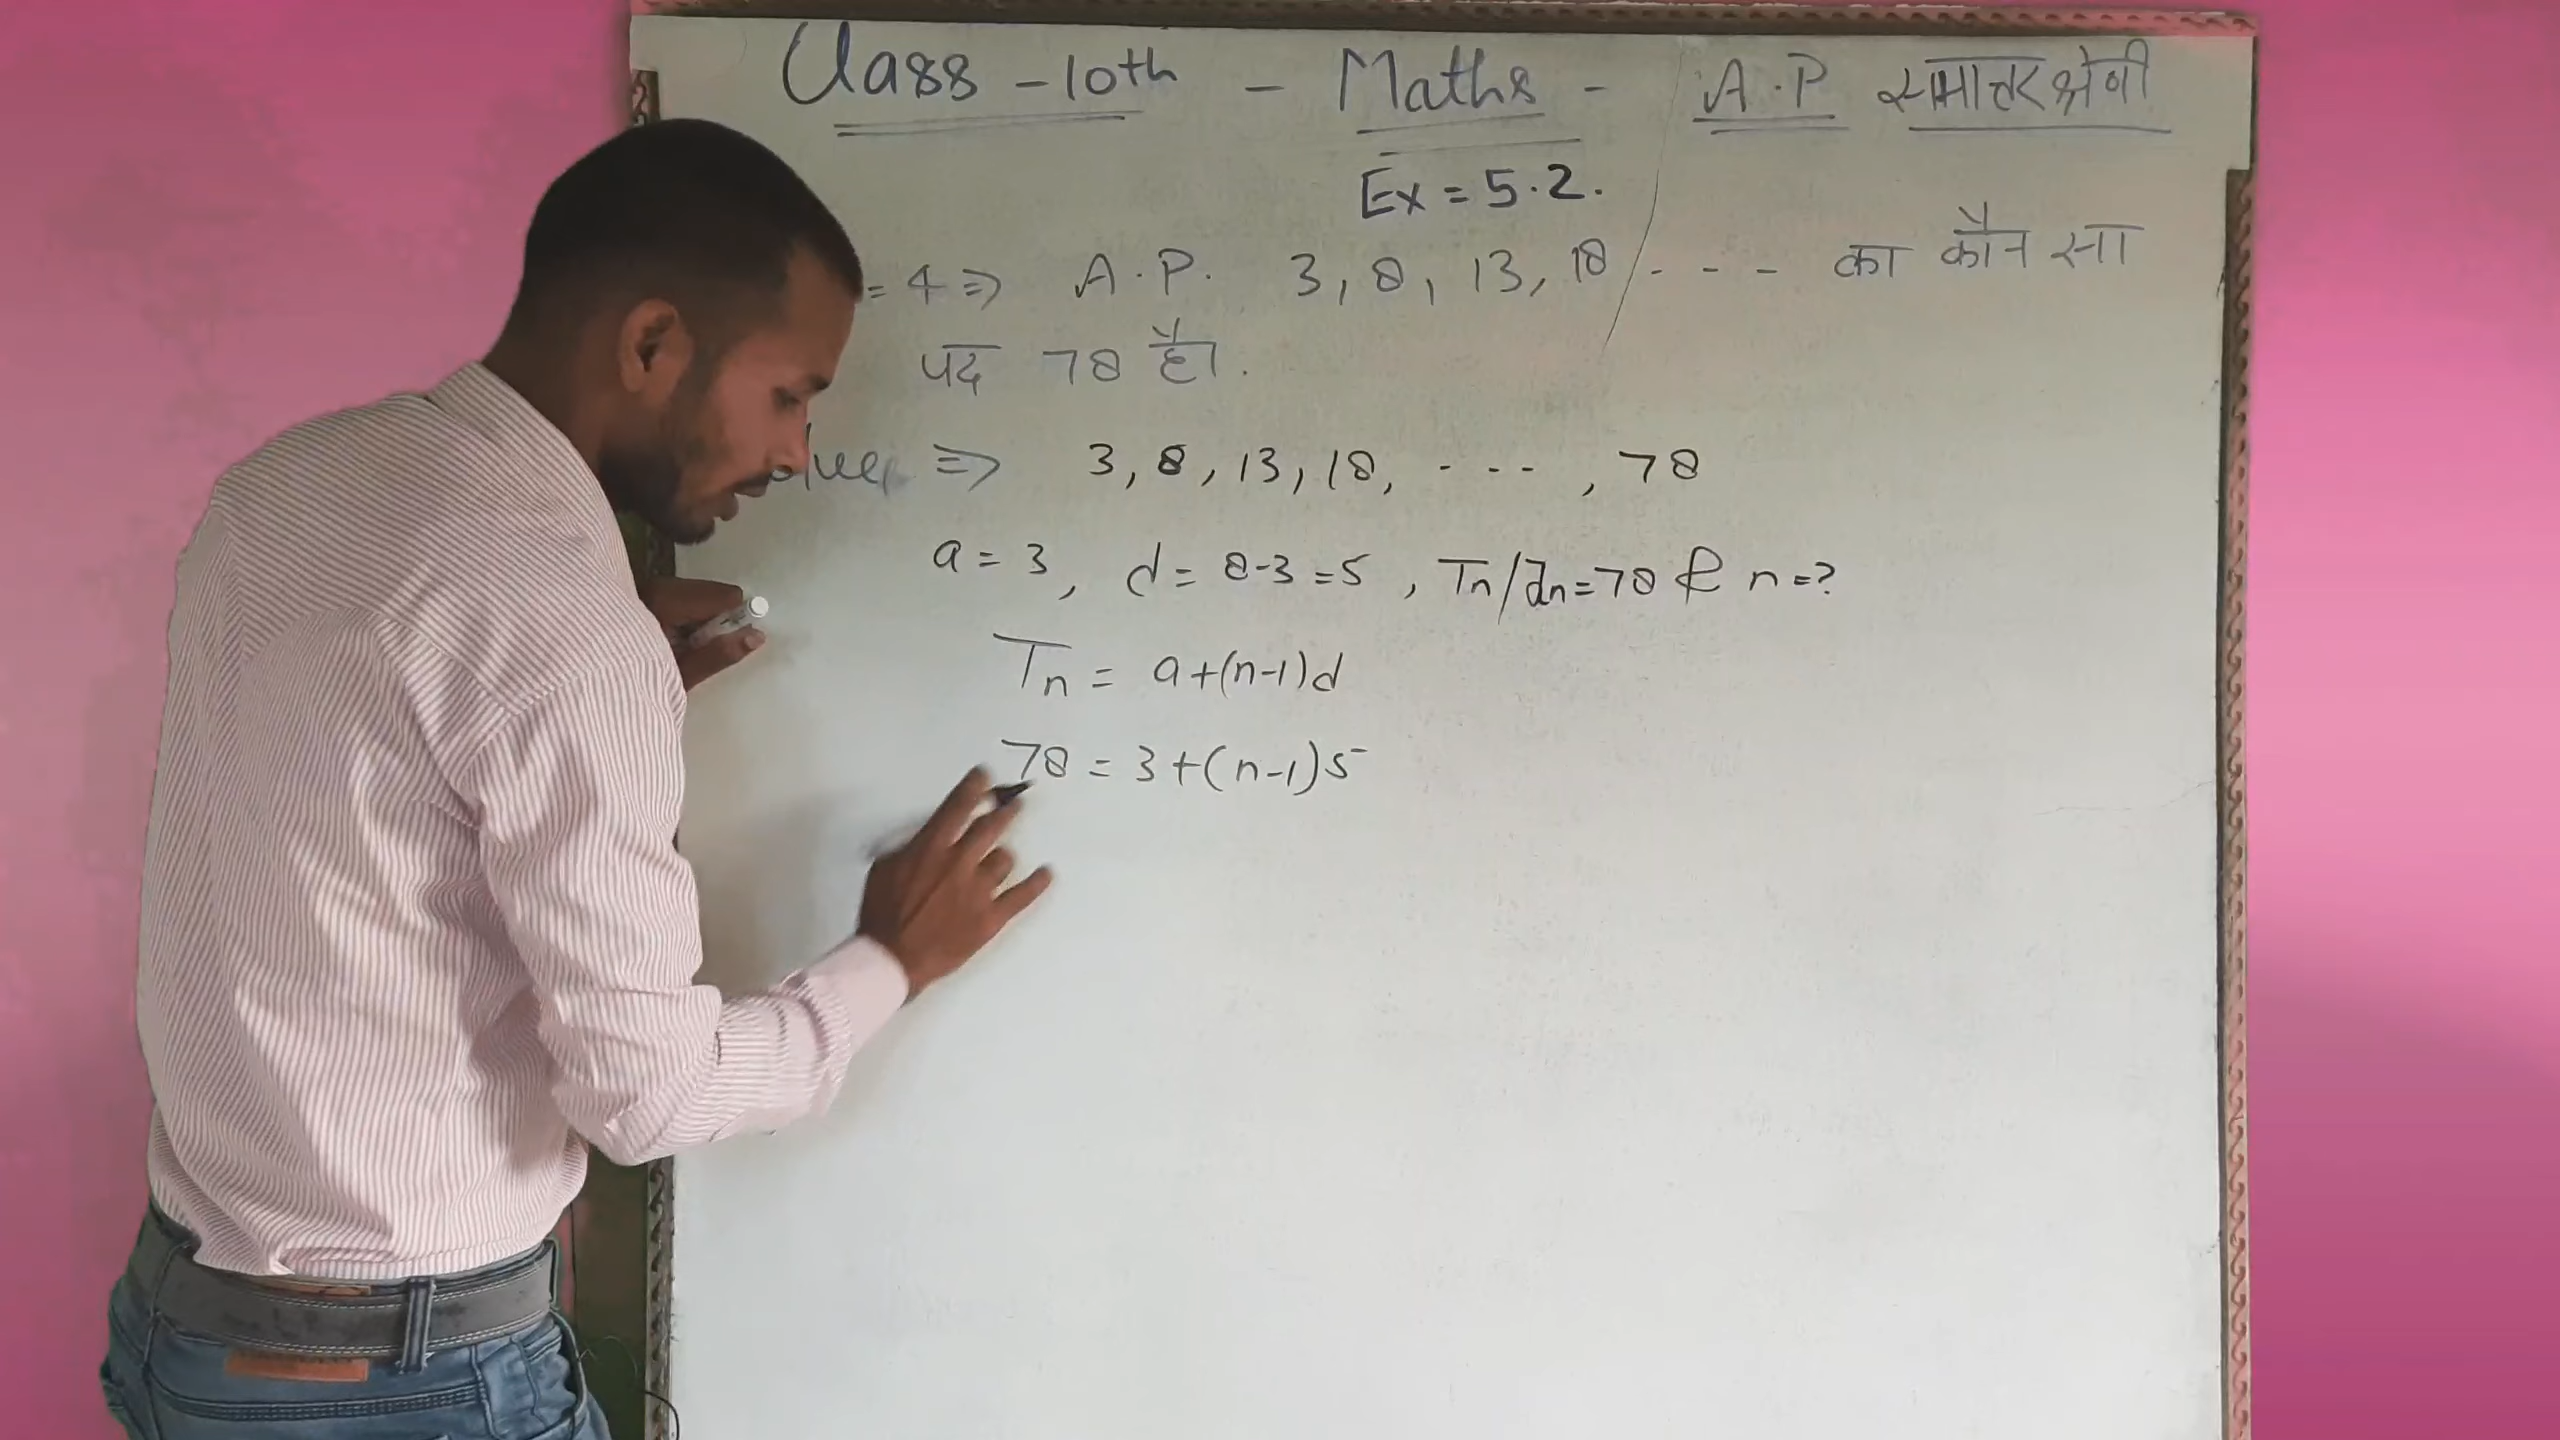 Class - 10th - Maths - A.P समान्तर श्रेणी
Ex = 5.2.
= 4 => A.P. 3, 8, 13, 18 - - - का कौन सा
पद 78 है।.
=> 3, 8, 13, 18, - - - , 78
a = 3, d = 8-3 = 5, Tn/an = 78 & n = ?
Tn = a+(n-1)d
78 = 3+(n-1)5